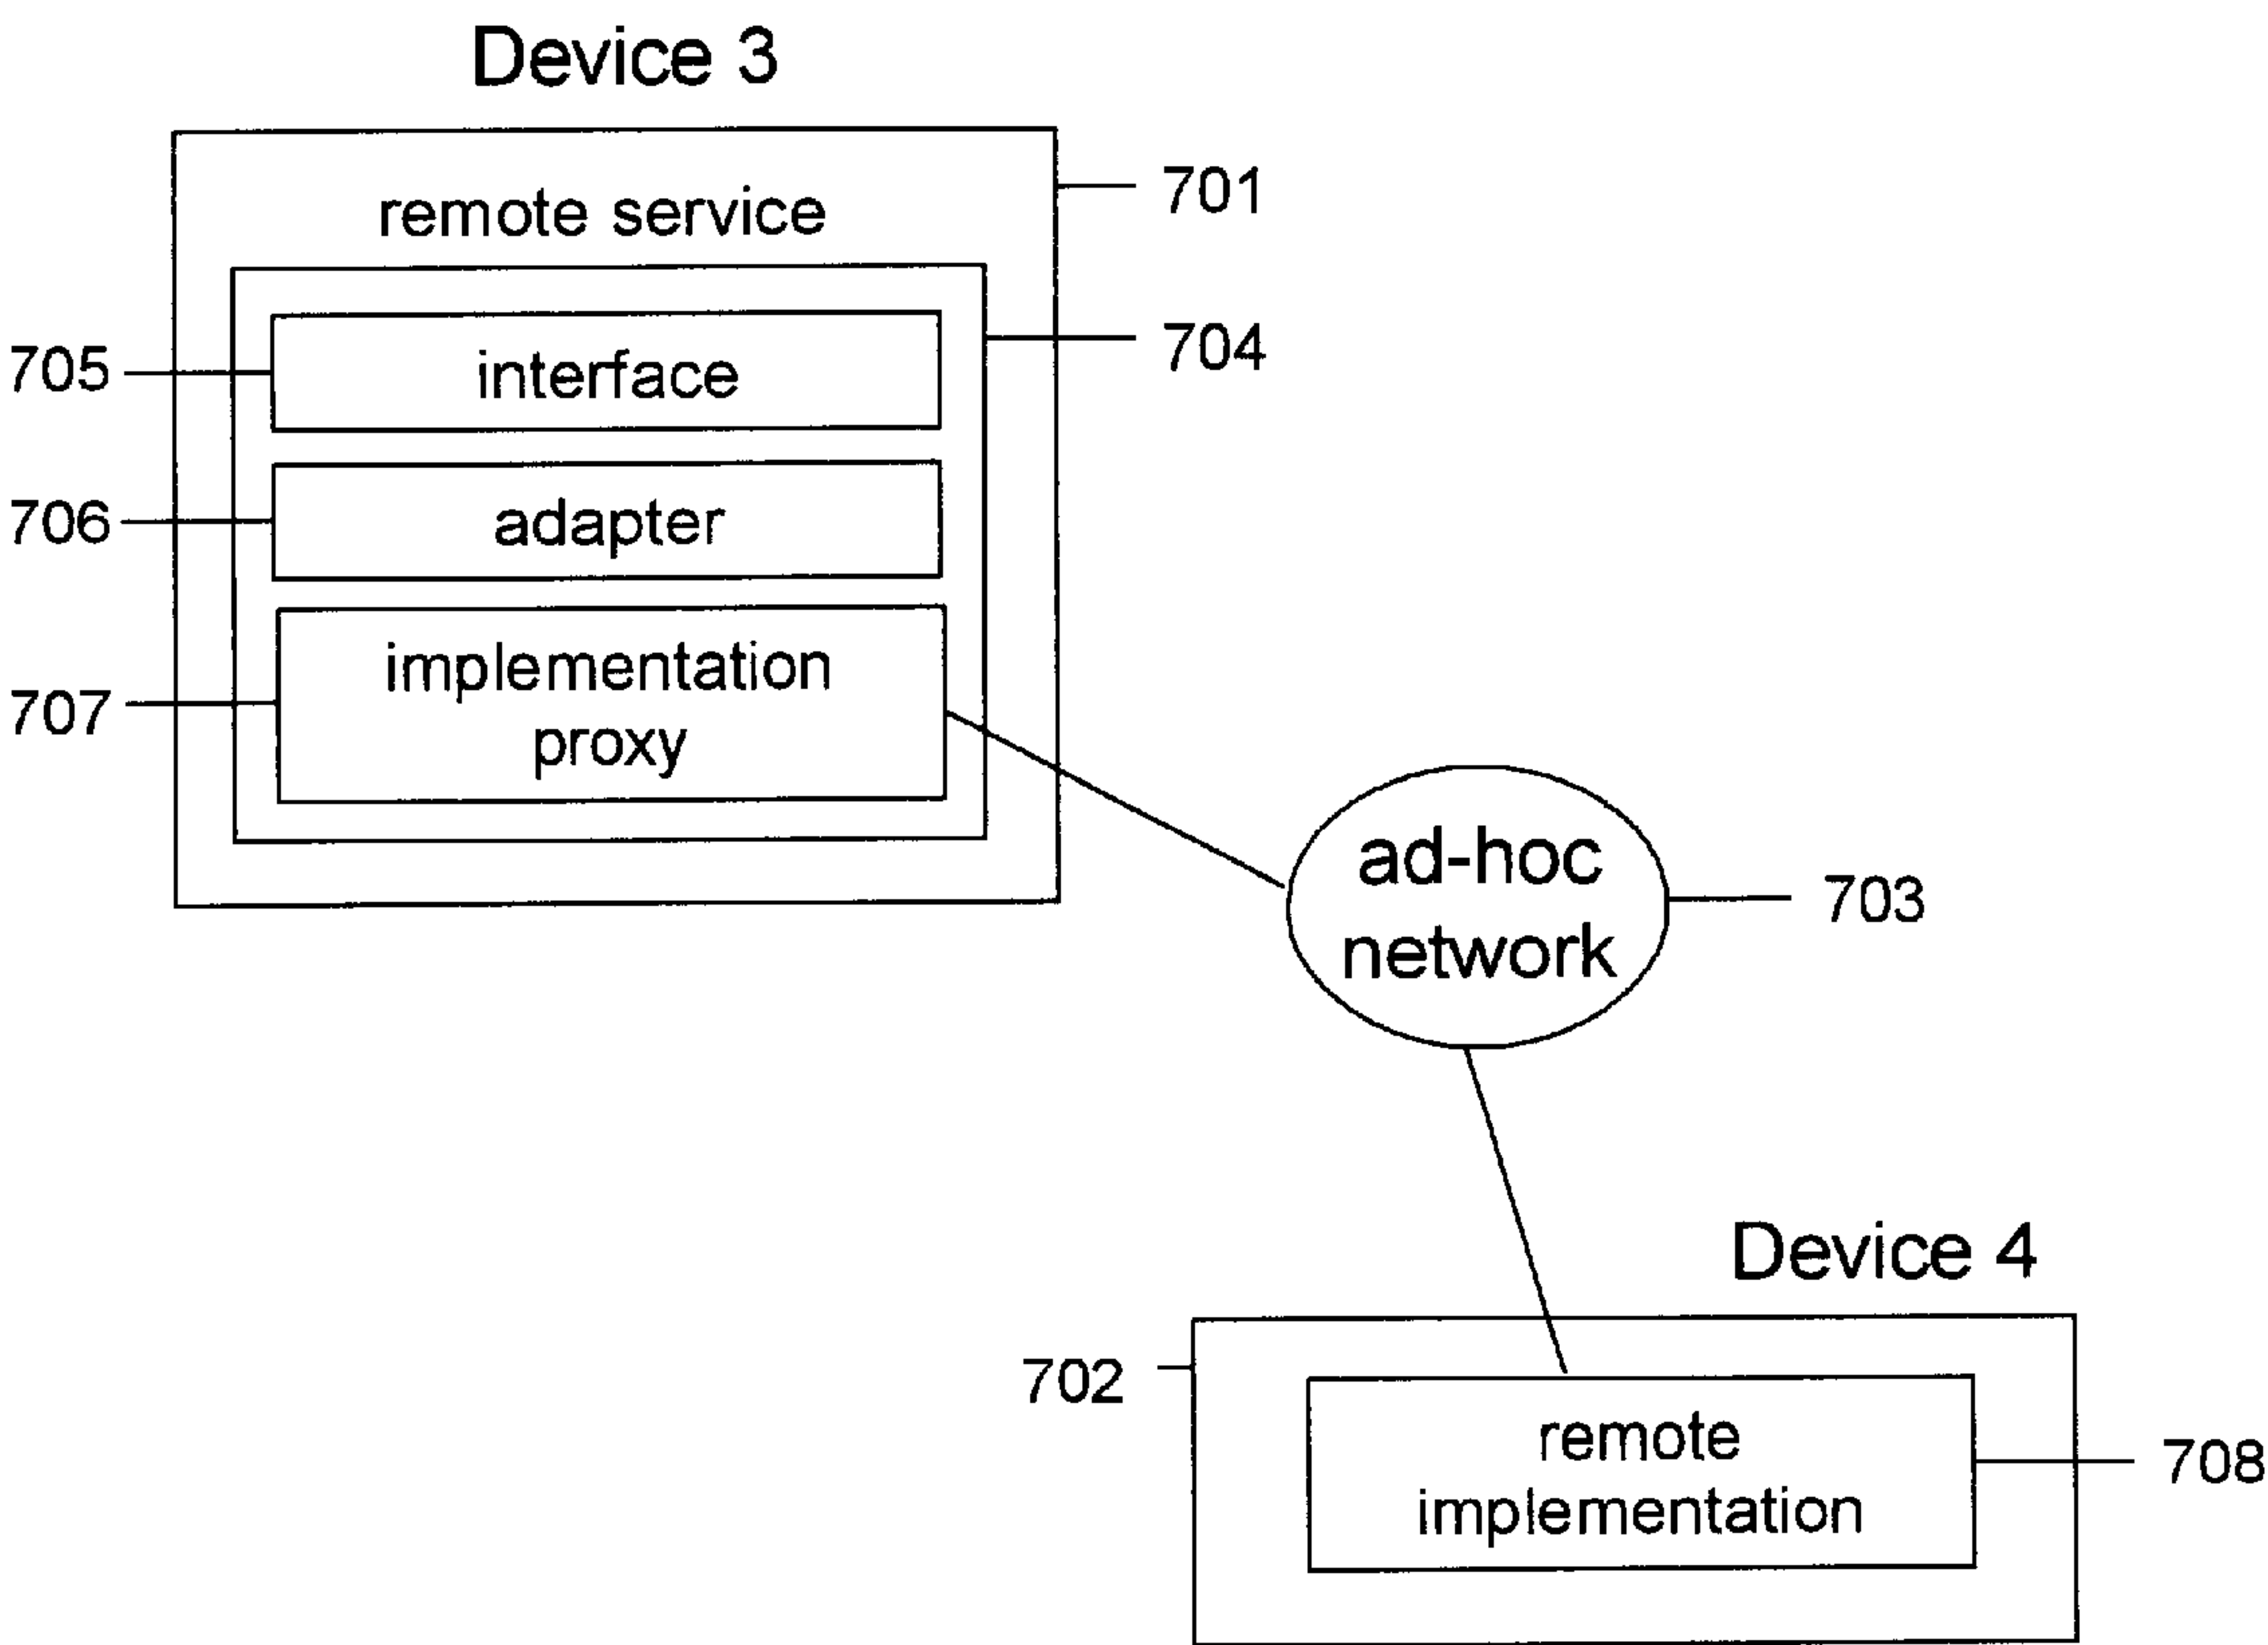 Device 3
701
remote service
704
705
interface
706
adapter
707
implementation
proxy
ad-hoc
network
703
Device 4
702
remote
implementation
708